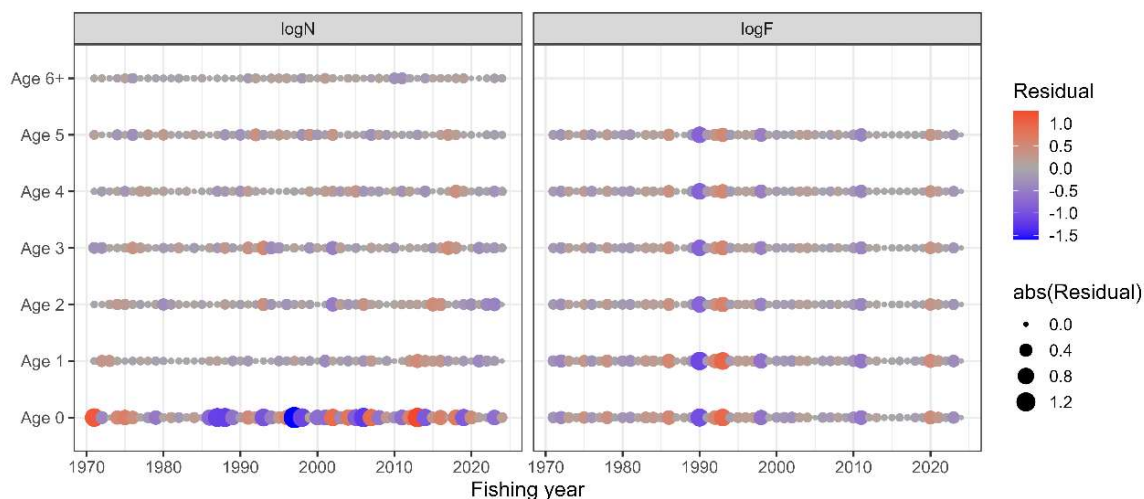 logN
logF
Age 6+
Age 5
Age 4
Age 3
Age 2
Age 1
Age 0
1970 1980 1990 2000 2010 2020
1970 1980 1990 2000 2010 2020
Fishing year
Residual
1.0
0.5
0.0
-0.5
-1.0
-1.5
abs(Residual)
0.0
0.4
0.8
1.2